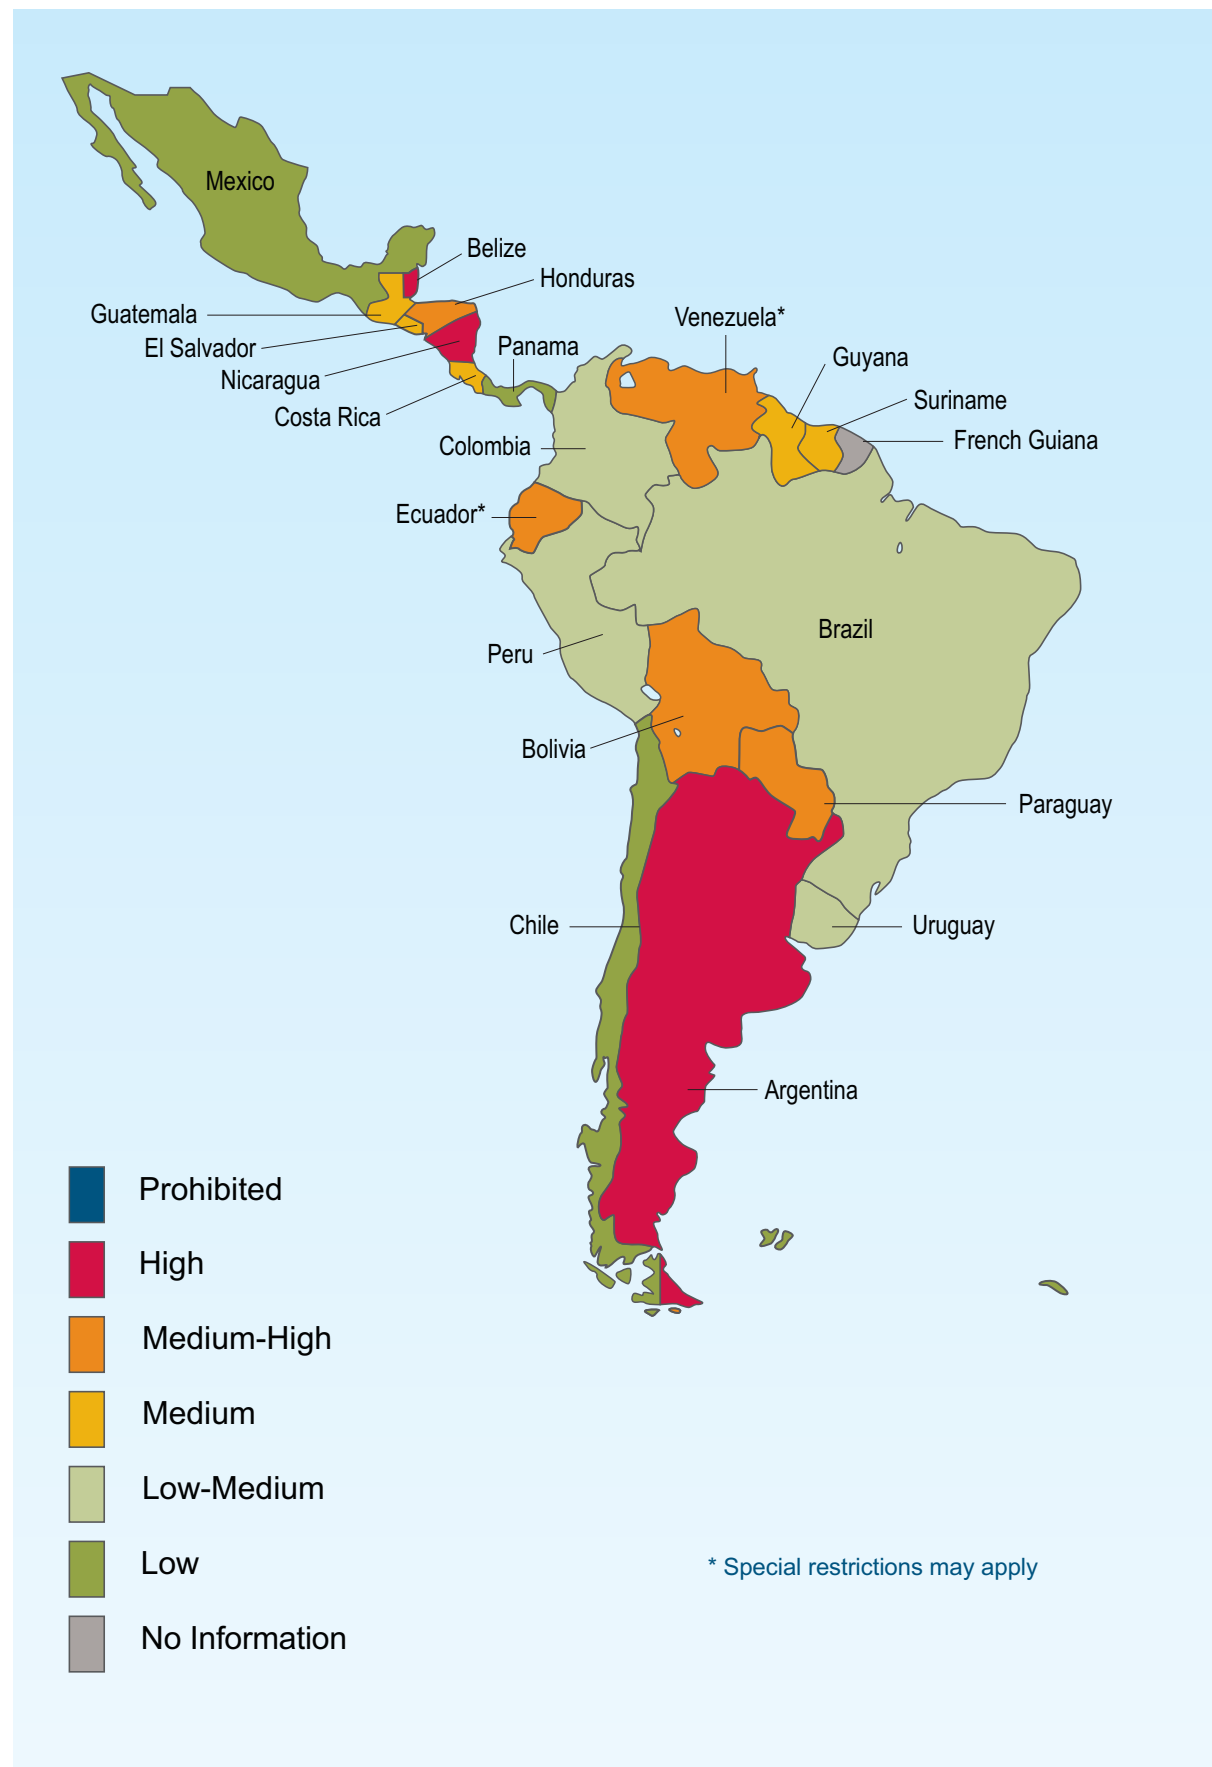 Mexico
Belize
Honduras
Guatemala
Venezuela*
El Salvador
Panama
Guyana
Nicaragua
Suriname
Costa Rica
French Guiana
Colombia
Ecuador*
Brazil
Peru
Bolivia
Paraguay
Chile
Uruguay
Argentina
Prohibited
High
Medium-High
Medium
Low-Medium
Low
* Special restrictions may apply
No Information